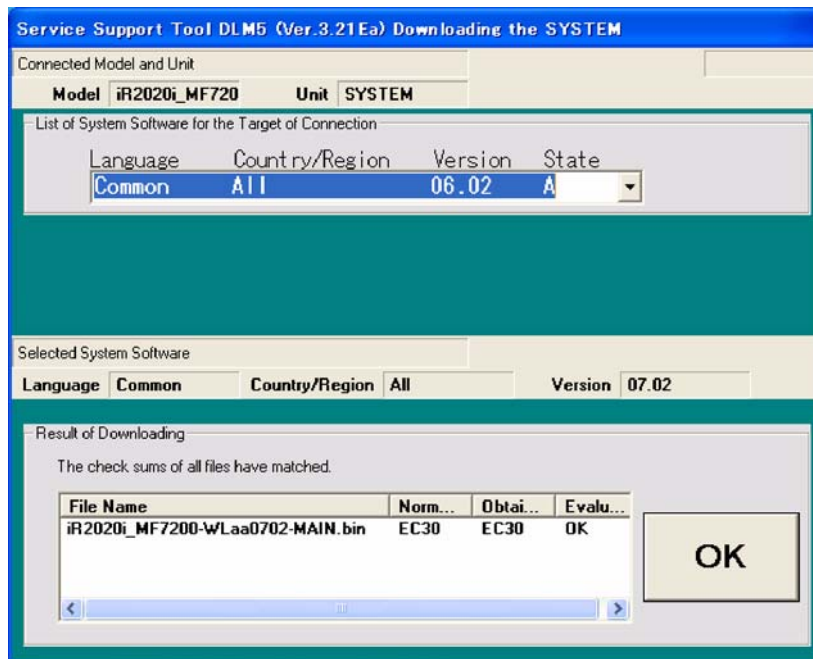 Service Support Tool DLM5 (Ver.3.21Ea) Downloading the SYSTEM
Connected Model and Unit
Model iR2020i_MF720 Unit SYSTEM
List of System Software for the Target of Connection
Language Country/Region Version State
Common All 06.02 A
Selected System Software
Language Common Country/Region All Version 07.02
Result of Downloading
The check sums of all files have matched.
File Name Norm... Obtai... Evalu...
iR2020i_MF7200-WLaa0702-MAIN.bin EC30 EC30 OK
OK